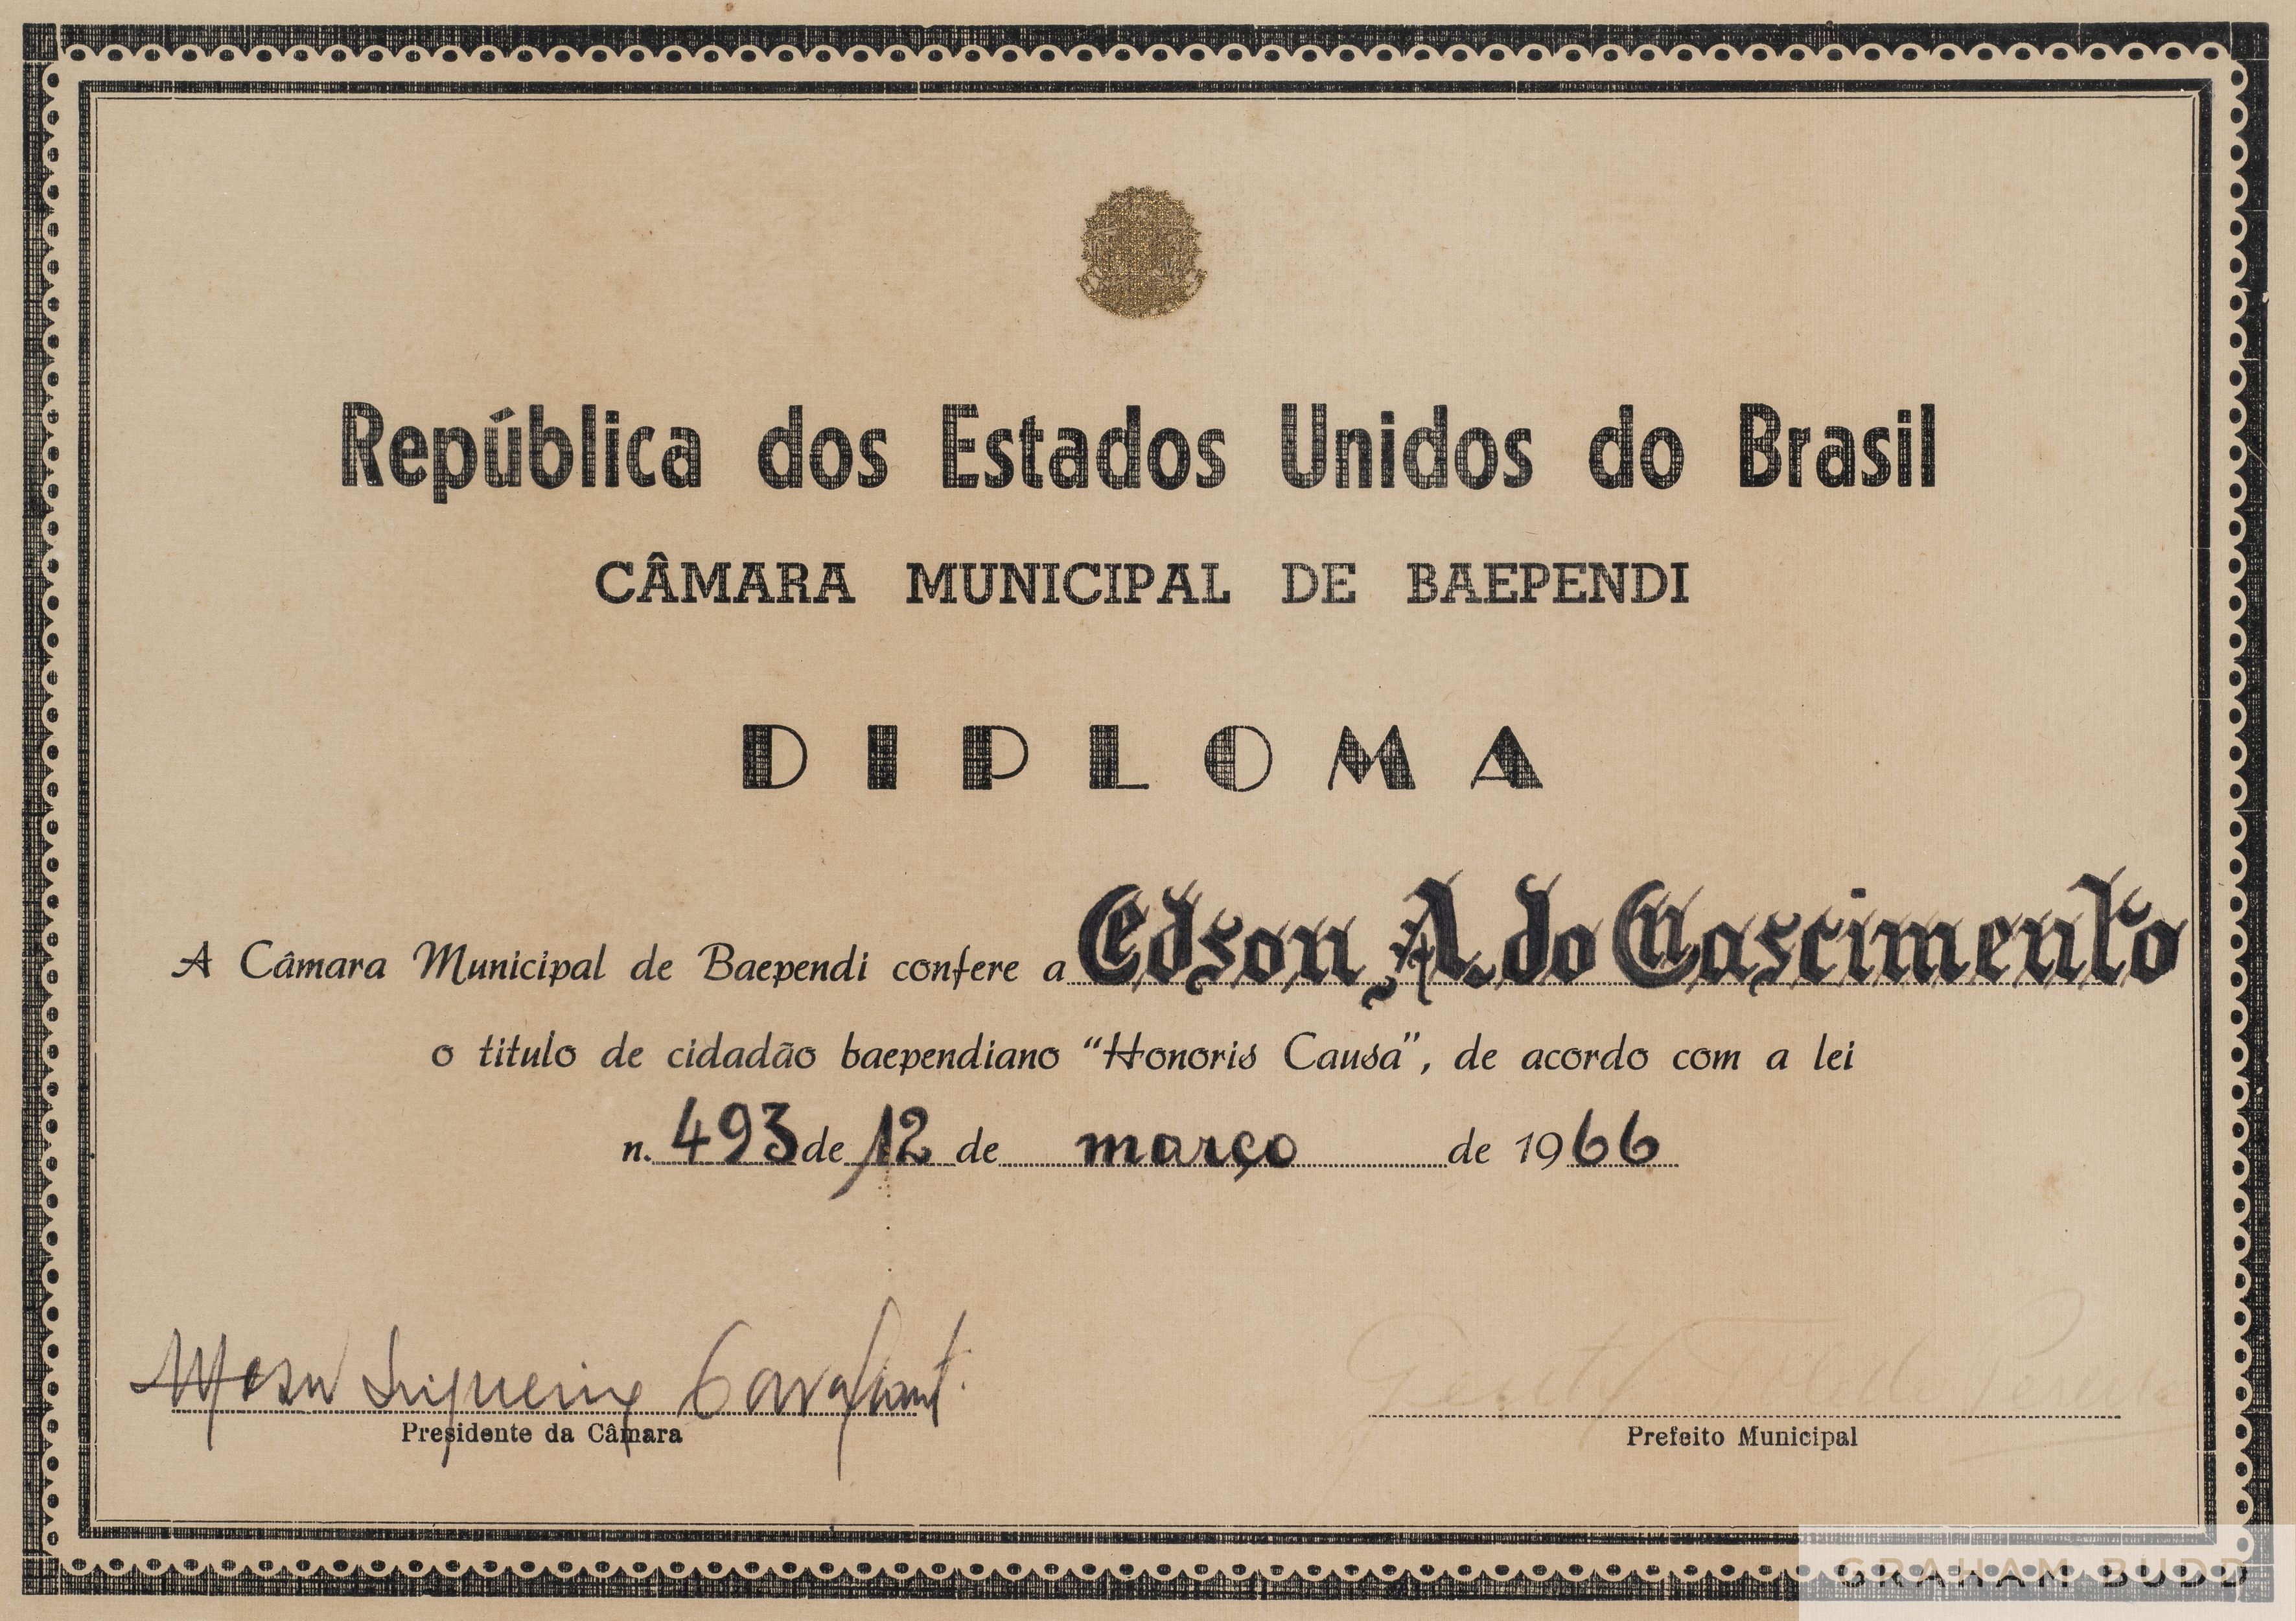 República dos Estados Unidos do Brasil
CÂMARA MUNICIPAL DE BAEPENDI
DIPLOMA
A Câmara Municipal de Baependi confere a Edson A. do Nascimento
o titulo de cidadão baependiano “Honoris Causa”, de acordo com a lei
n. 493 de 12 de março de 1966
Presidente da Câmara
Prefeito Municipal
GRAHAM BUDD